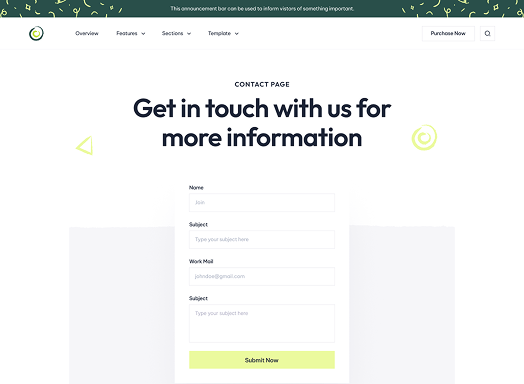 This announcement bar can be used to inform vistors of something important.
Overview Features Sections Template Purchase Now
CONTACT PAGE
Get in touch with us for
more information
Name
Join
Subject
Type your subject here
Work Mail
johndoe@gmail.com
Subject
Type your subject here
Submit Now